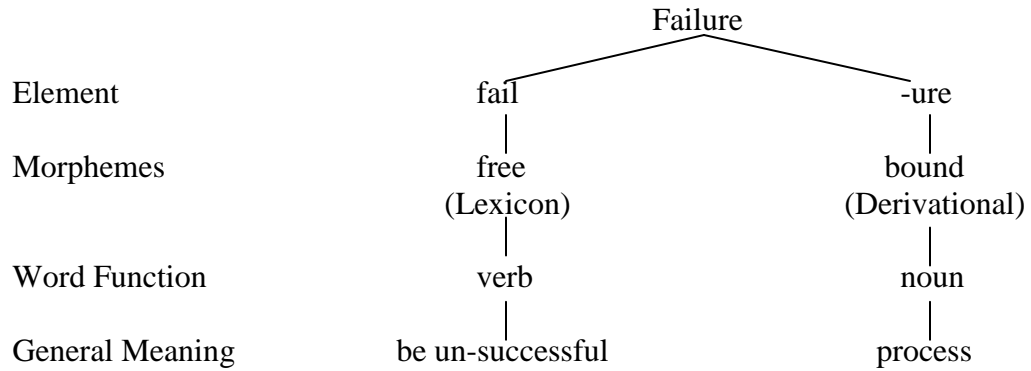 Failure
Element fail -ure
Morphemes free bound
(Lexicon) (Derivational)
Word Function verb noun
General Meaning be un-successful process